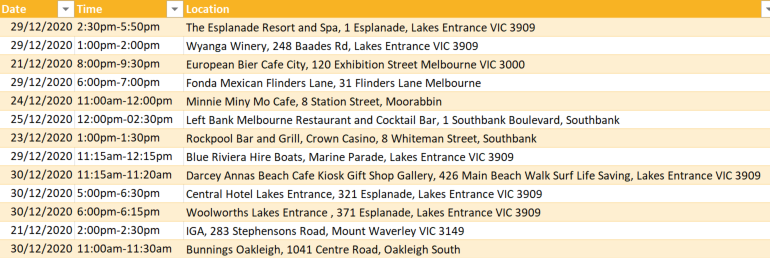 Date Time Location
29/12/2020 2:30pm-5:50pm The Esplanade Resort and Spa, 1 Esplanade, Lakes Entrance VIC 3909
29/12/2020 1:00pm-2:00pm Wyanga Winery, 248 Baades Rd, Lakes Entrance VIC 3909
21/12/2020 8:00pm-9:30pm European Bier Cafe City, 120 Exhibition Street Melbourne VIC 3000
29/12/2020 6:00pm-7:00pm Fonda Mexican Flinders Lane, 31 Flinders Lane Melbourne
24/12/2020 11:00am-12:00pm Minnie Miny Mo Cafe, 8 Station Street, Moorabbin
25/12/2020 12:00pm-02:30pm Left Bank Melbourne Restaurant and Cocktail Bar, 1 Southbank Boulevard, Southbank
23/12/2020 1:00pm-1:30pm Rockpool Bar and Grill, Crown Casino, 8 Whiteman Street, Southbank
29/12/2020 11:15am-12:15pm Blue Riviera Hire Boats, Marine Parade, Lakes Entrance VIC 3909
30/12/2020 11:15am-11:20am Darcey Annas Beach Cafe Kiosk Gift Shop Gallery, 426 Main Beach Walk Surf Life Saving, Lakes Entrance VIC 3909
30/12/2020 5:00pm-6:30pm Central Hotel Lakes Entrance, 321 Esplanade, Lakes Entrance VIC 3909
30/12/2020 6:00pm-6:15pm Woolworths Lakes Entrance , 371 Esplanade, Lakes Entrance VIC 3909
21/12/2020 2:00pm-2:30pm IGA, 283 Stephensons Road, Mount Waverley VIC 3149
30/12/2020 11:00am-11:30am Bunnings Oakleigh, 1041 Centre Road, Oakleigh South